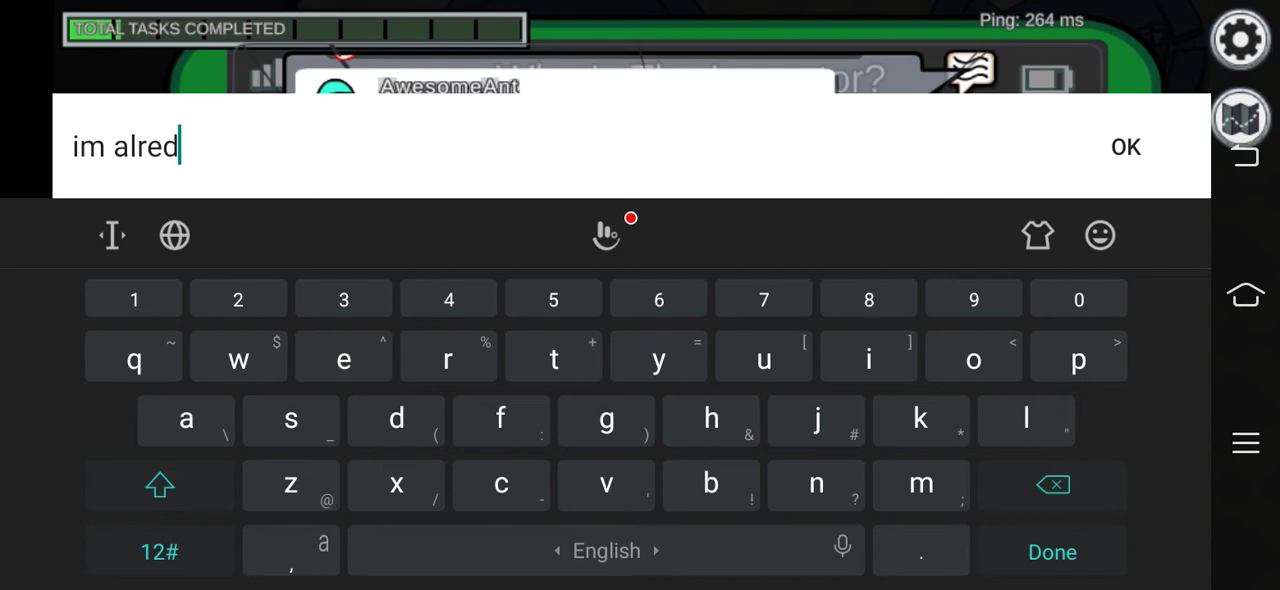 TOTAL TASKS COMPLETED
Ping: 264 ms
AwesomeAnt
im alred
OK
1 2 3 4 5 6 7 8 9 0
q ~ w $ e ^ r % t + y = u [ i ] o < p >
a \ s _ d ( f : g ) h & j # k * l "
z @ x / c - v ' b ! n ? m ;
12# , a English . Done